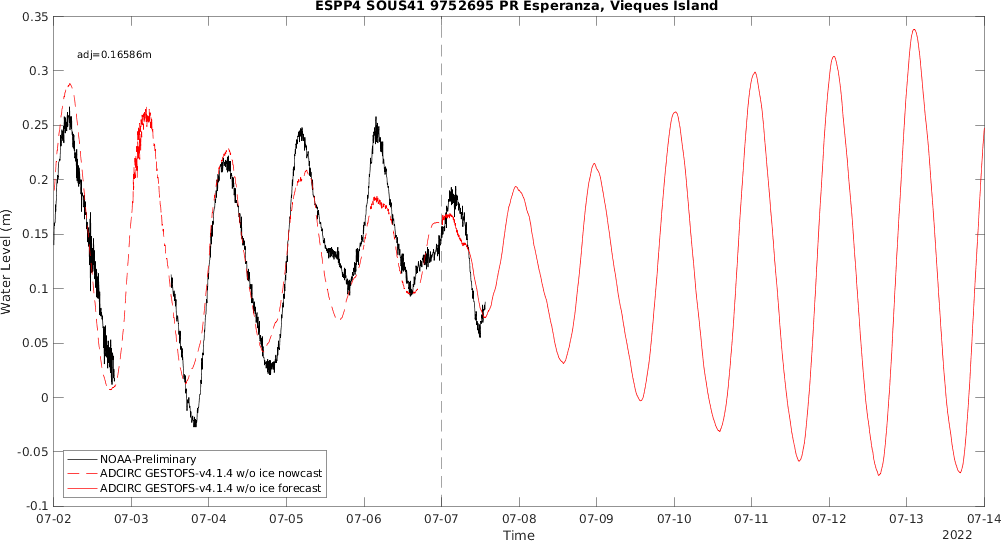 ESPP4 SOUS41 9752695 PR Esperanza, Vieques Island
adj=0.16586m
0.35
0.3
0.25
0.2
0.15
0.1
0.05
0
-0.05
-0.1
Water Level (m)
NOAA-Preliminary
ADCIRC GESTOFS-v4.1.4 w/o ice nowcast
ADCIRC GESTOFS-v4.1.4 w/o ice forecast
07-02 07-03 07-04 07-05 07-06 07-07 07-08 07-09 07-10 07-11 07-12 07-13 07-14
Time
2022